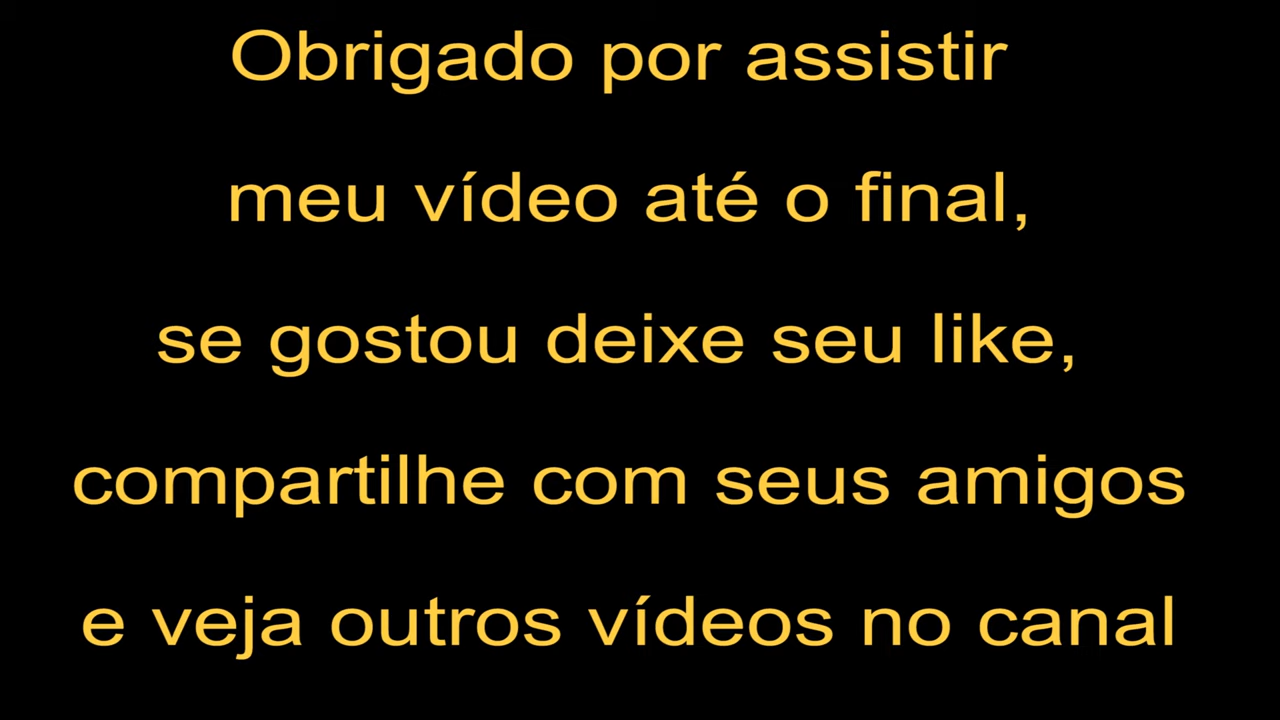 Obrigado por assistir
meu vídeo até o final,
se gostou deixe seu like,
compartilhe com seus amigos
e veja outros vídeos no canal